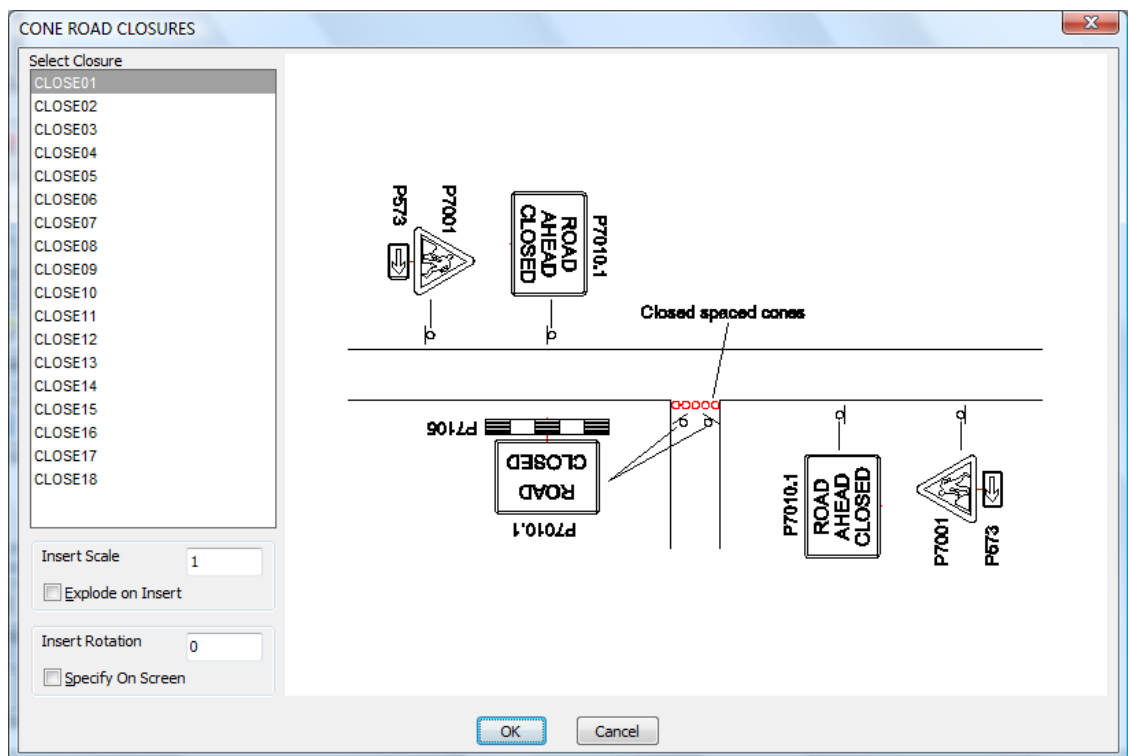 CONE ROAD CLOSURES
Select Closure
CLOSE01
CLOSE02
CLOSE03
CLOSE04
CLOSE05
CLOSE06
CLOSE07
CLOSE08
CLOSE09
CLOSE10
CLOSE11
CLOSE12
CLOSE13
CLOSE14
CLOSE15
CLOSE16
CLOSE17
CLOSE18
Insert Scale
1
Explode on Insert
Insert Rotation
0
Specify On Screen
P573
P7001
ROAD
AHEAD
CLOSED
P7010.1
Closed spaced cones
P7105
ROAD
CLOSED
P7010.1
P7010.1
ROAD
AHEAD
CLOSED
P7001
P573
OK
Cancel